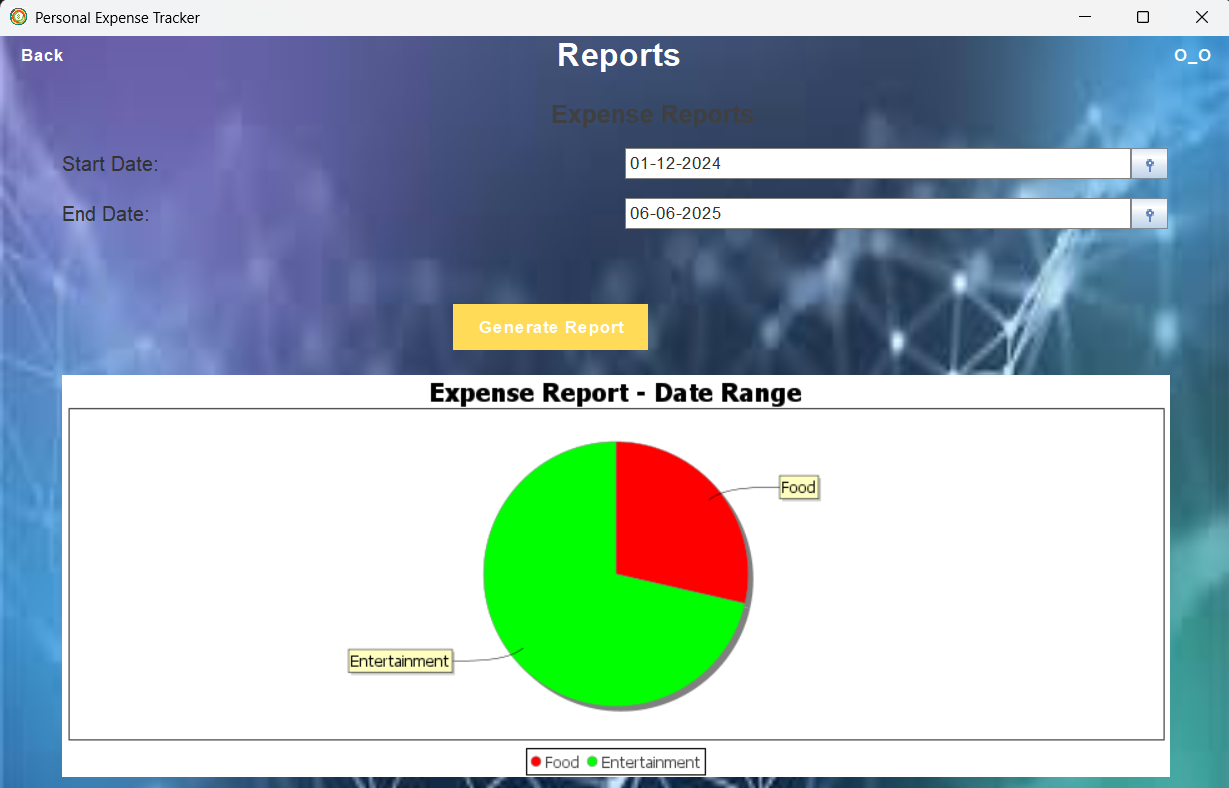 Personal Expense Tracker
Back
Reports
O_O
Expense Reports
Start Date:
01-12-2024
End Date:
06-06-2025
Generate Report
Expense Report - Date Range
Food
Entertainment
Food Entertainment